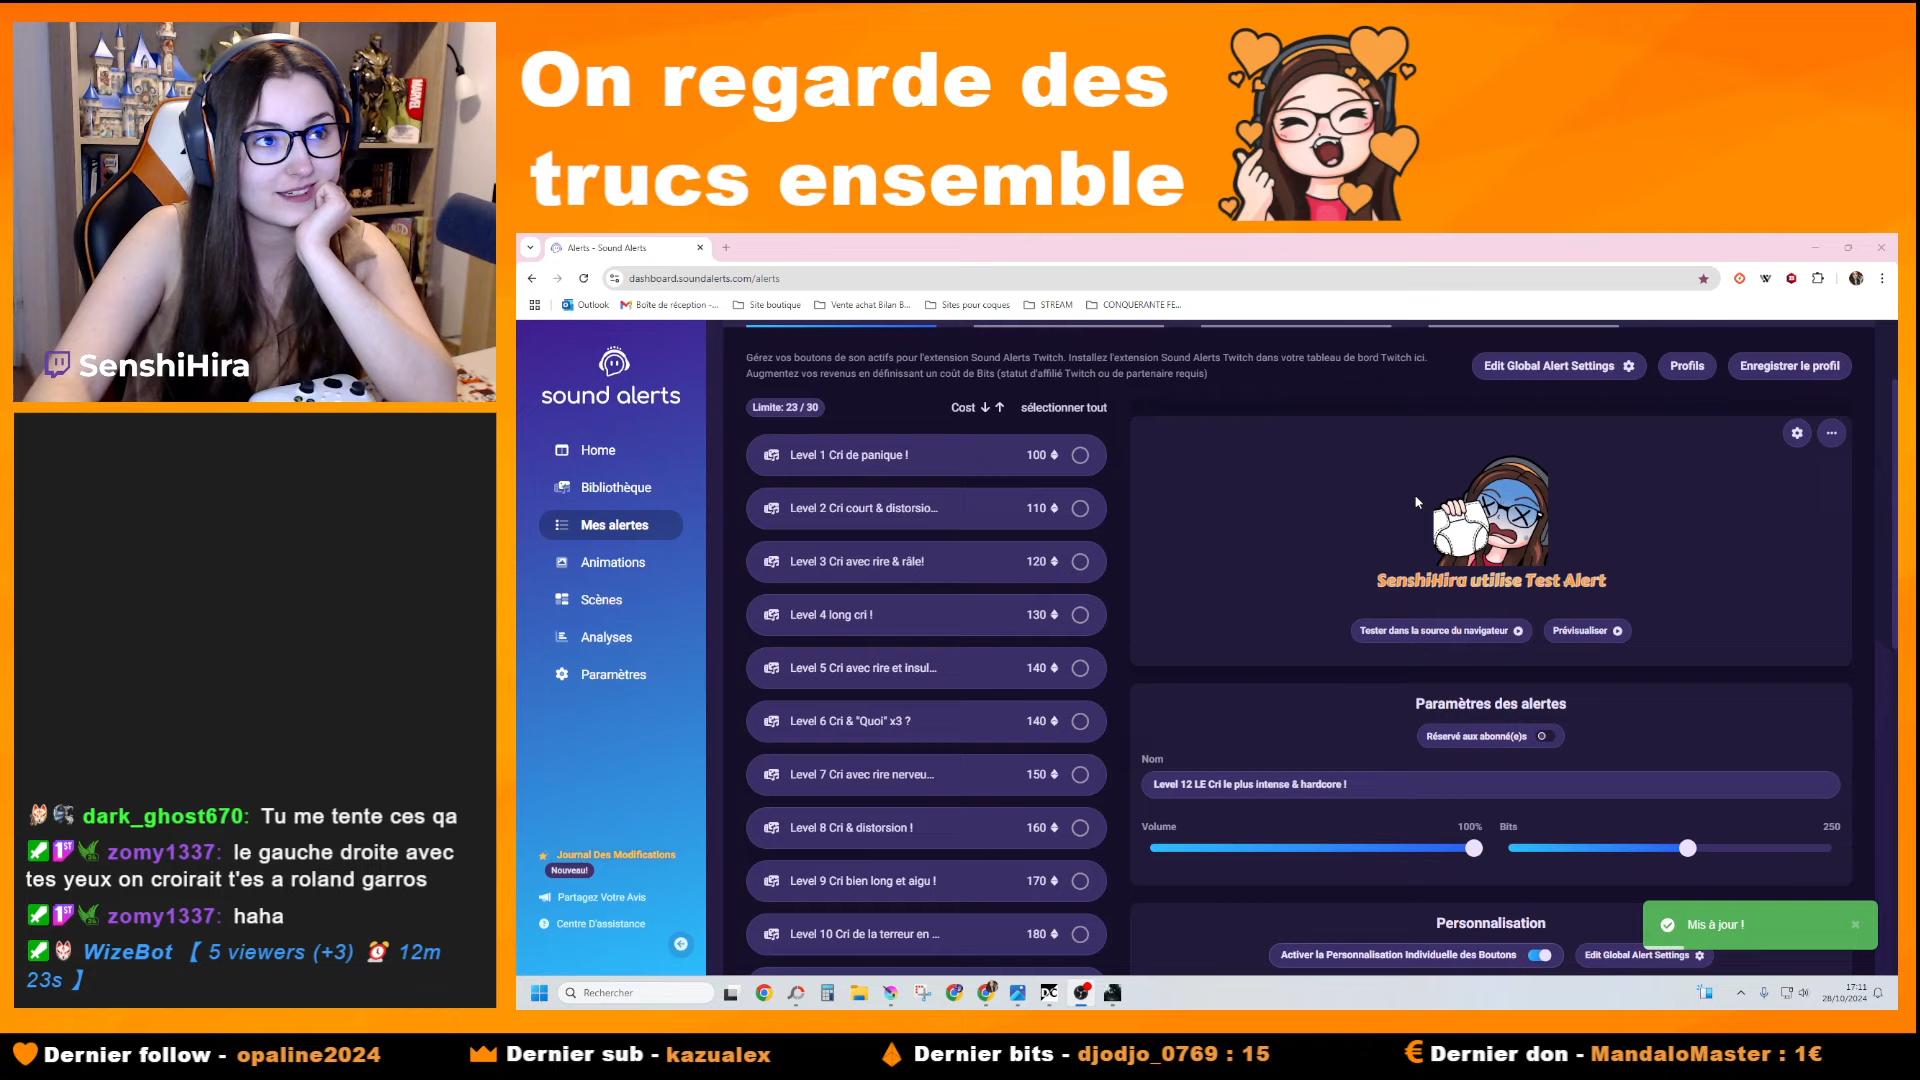 On regarde des
trucs ensemble
MARVEL
SenshiHira
Alerts - Sound Alerts
dashboard.soundalerts.com/alerts
Outlook
Boîte de réception -...
Site boutique
Vente achat Bilan B...
Sites pour coques
STREAM
CONQUERANTE FE...
sound alerts
Home
Bibliothèque
Mes alertes
Animations
Scènes
Analyses
Paramètres
Journal Des Modifications
Nouveau!
Partagez Votre Avis
Centre D'assistance
Gérez vos boutons de son actifs pour l'extension Sound Alerts Twitch. Installez l'extension Sound Alerts Twitch dans votre tableau de bord Twitch ici.
Augmentez vos revenus en définissant un coût de Bits (statut d'affilié Twitch ou de partenaire requis)
Edit Global Alert Settings
Profils
Enregistrer le profil
Limite: 23 / 30
Cost
sélectionner tout
Level 1 Cri de panique ! 100
Level 2 Cri court & distorsio... 110
Level 3 Cri avec rire & râle! 120
Level 4 long cri ! 130
Level 5 Cri avec rire et insul... 140
Level 6 Cri & "Quoi" x3 ? 140
Level 7 Cri avec rire nerveu... 150
Level 8 Cri & distorsion ! 160
Level 9 Cri bien long et aigu ! 170
Level 10 Cri de la terreur en ... 180
SenshiHira utilise Test Alert
Tester dans la source du navigateur
Prévisualiser
Paramètres des alertes
Réservé aux abonné(e)s
Nom
Level 12 LE Cri le plus intense & hardcore !
Volume 100%
Bits 250
Personnalisation
Activer la Personnalisation Individuelle des Boutons
Edit Global Alert Settings
Mis à jour !
Rechercher
17:11
28/10/2024
dark_ghost670: Tu me tente ces qa
1ST zomy1337: le gauche droite avec
tes yeux on croirait t'es a roland garros
1ST zomy1337: haha
WizeBot 【 5 viewers (+3) ⏰ 12m
23s 】
Dernier follow - opaline2024
Dernier sub - kazualex
Dernier bits - djodjo_0769 : 15
€ Dernier don - MandaloMaster : 1€